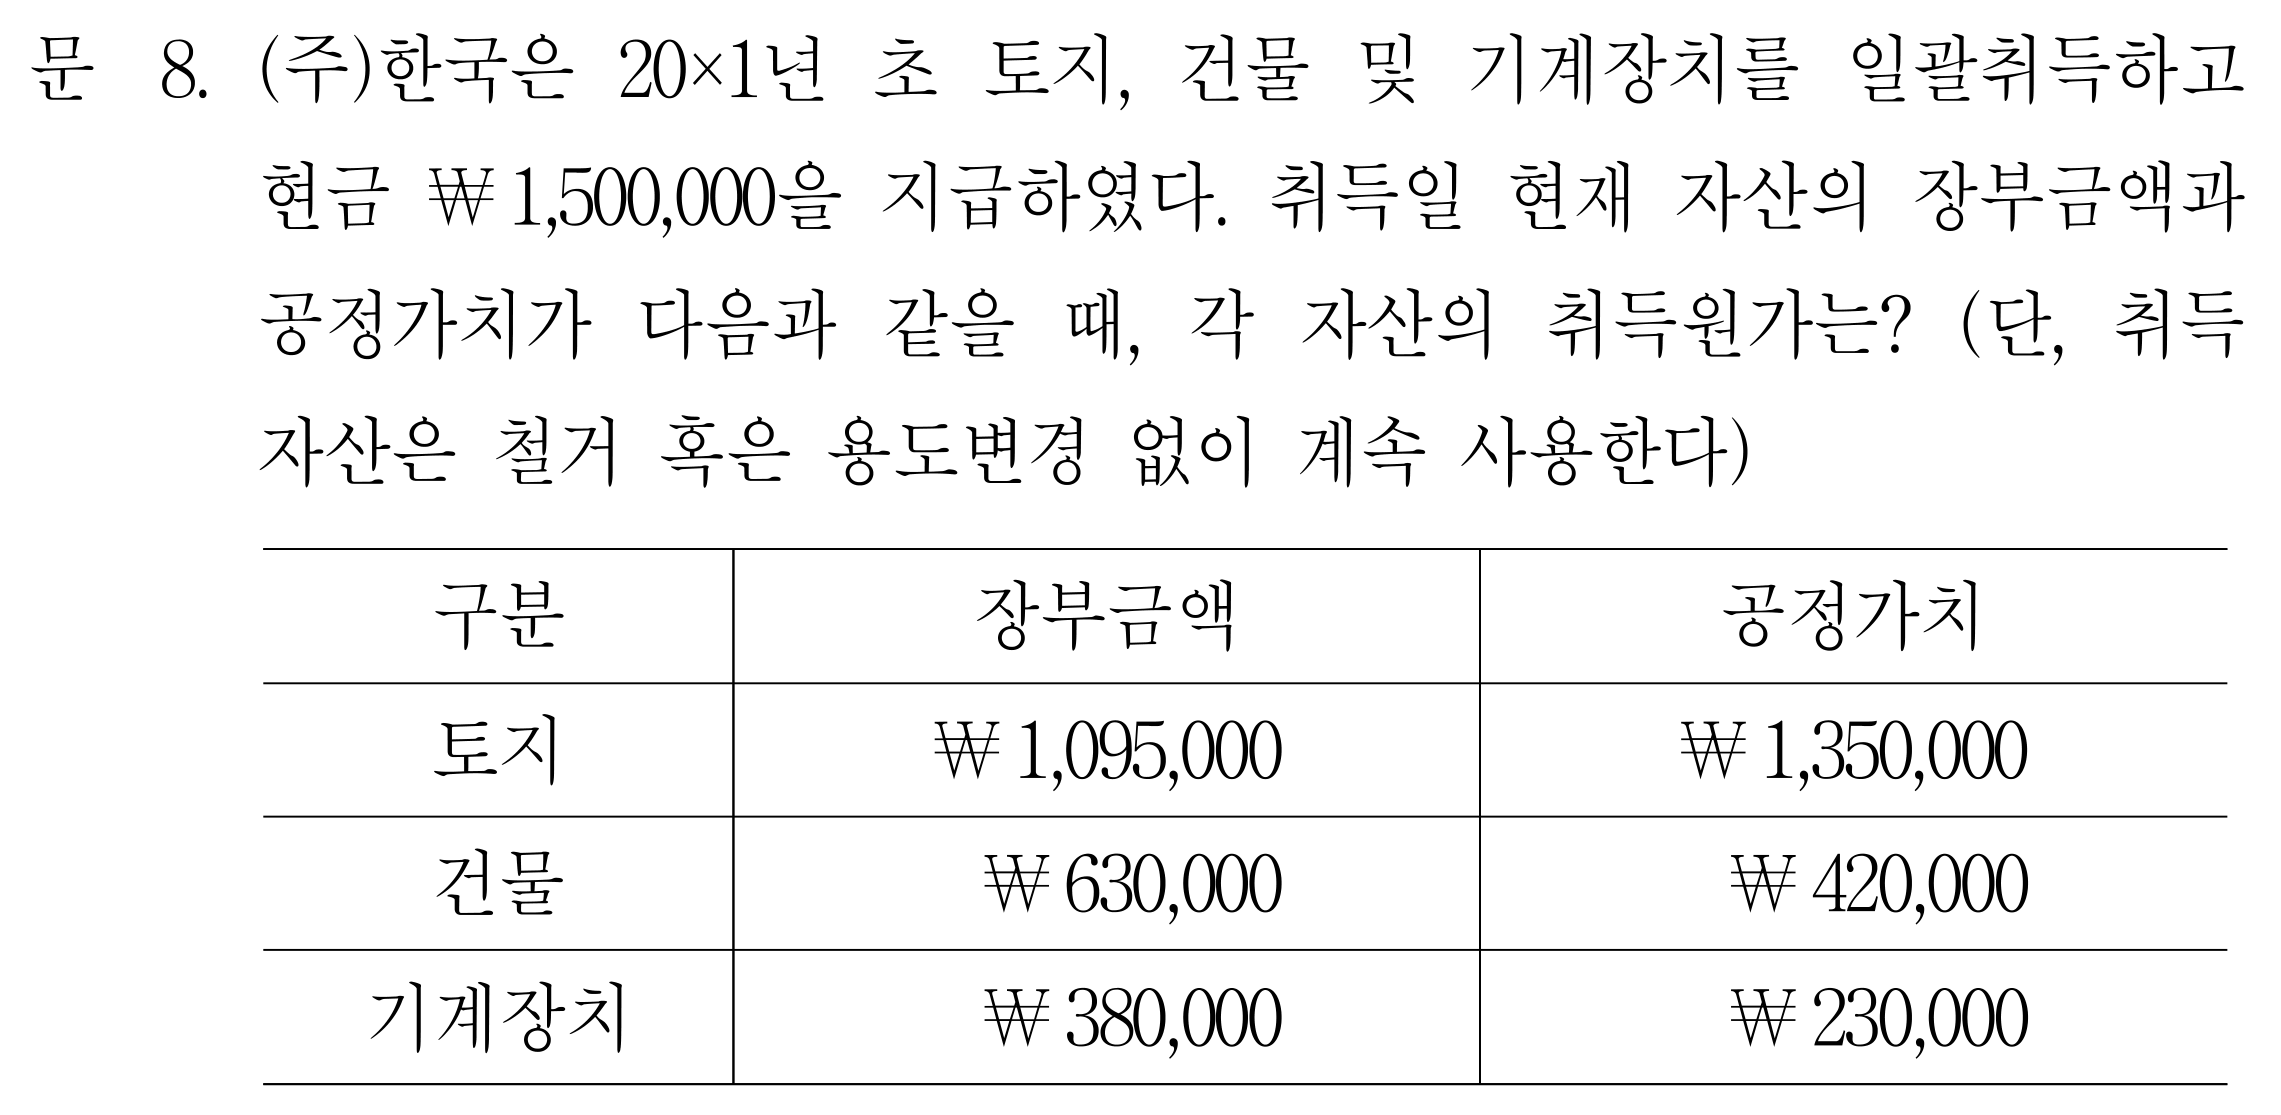 문 8. (주)한국은 20×1년 초 토지, 건물 및 기계장치를 일괄취득하고
현금 ₩1,500,000을 지급하였다. 취득일 현재 자산의 장부금액과
공정가치가 다음과 같을 때, 각 자산의 취득원가는? (단, 취득
자산은 철거 혹은 용도변경 없이 계속 사용한다)
구분 장부금액 공정가치
토지 ₩1,095,000 ₩1,350,000
건물 ₩630,000 ₩420,000
기계장치 ₩380,000 ₩230,000